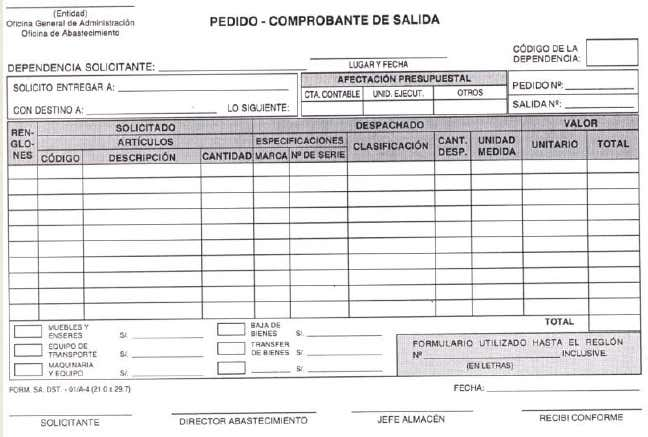 (Entidad)
Oficina General de Administración
Oficina de Abastecimiento
PEDIDO - COMPROBANTE DE SALIDA
CÓDIGO DE LA
DEPENDENCIA:
DEPENDENCIA SOLICITANTE:
LUGAR Y FECHA
SOLICITO ENTREGAR A:
CON DESTINO A:
LO SIGUIENTE:
AFECTACIÓN PRESUPUESTAL
CTA. CONTABLE UNID. EJECUT. OTROS
PEDIDO Nº:
SALIDA Nº:
REN-
GLO-
NES
SOLICITADO DESPACHADO VALOR
ARTÍCULOS ESPECIFICACIONES CLASIFICACIÓN CANT. DESP. UNIDAD MEDIDA UNITARIO TOTAL
CÓDIGO DESCRIPCIÓN CANTIDAD MARCA Nº DE SERIE
TOTAL
MUEBLES Y
ENSERES S/.
EQUIPO DE
TRANSPORTE S/.
MAQUINARIA
Y EQUIPO S/.
BAJA DE
BIENES S/.
TRANSFER
DE BIENES S/.
S/.
FORMULARIO UTILIZADO HASTA EL REGLÓN
Nº INCLUSIVE.
(EN LETRAS)
FORM. SA. DST. - 01/A-4 (21.0 x 29.7)
FECHA:
SOLICITANTE
DIRECTOR ABASTECIMIENTO
JEFE ALMACÉN
RECIBI CONFORME